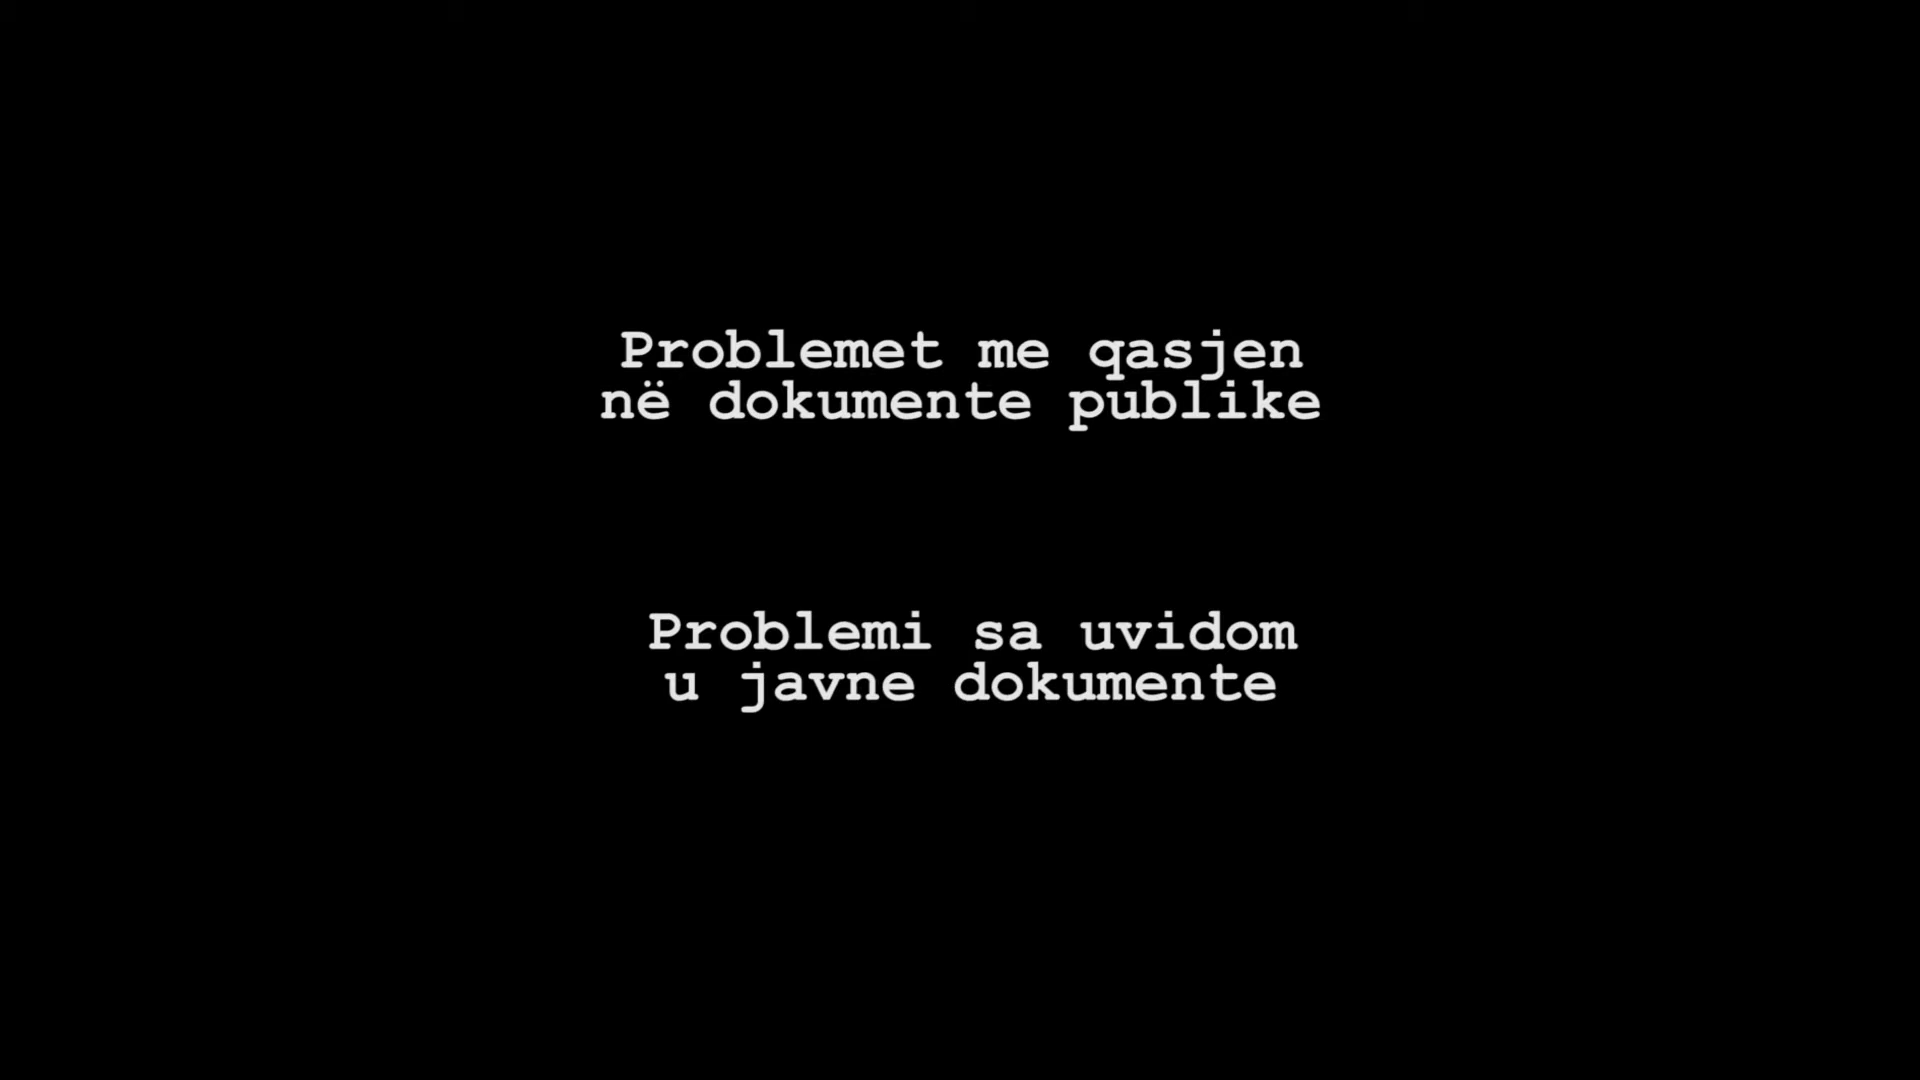 Problemet me qasjen
në dokumente publike
Problemi sa uvidom
u javne dokumente